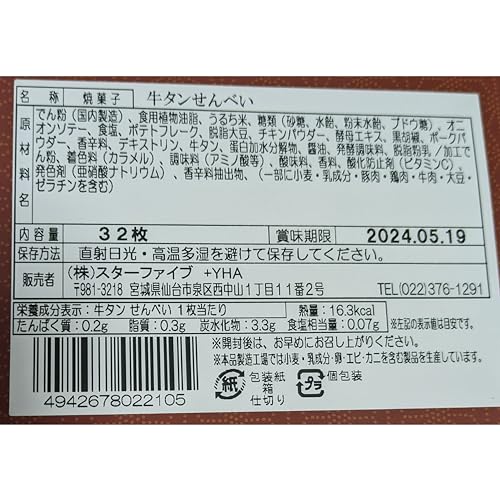 名称 焼菓子 牛タンせんべい
原材料名 でん粉（国内製造）、食用植物油脂、うるち米、糖類（砂糖、水飴、粉末水飴、ブドウ糖）、オニ
オンソテー、食塩、ポテトフレーク、脱脂大豆、チキンパウダー、酵母エキス、黒胡椒、ポークパ
ウダー、香辛料、デキストリン、牛タン、蛋白加水分解物、醤油、発酵調味料、脱脂粉乳／加工で
ん粉、着色料（カラメル）、調味料（アミノ酸等）、酸味料、香料、酸化防止剤（ビタミンC）、
発色剤（亜硝酸ナトリウム）、香辛料抽出物、（一部に小麦・乳成分・豚肉・鶏肉・牛肉・大豆・
ゼラチンを含む）
内容量 32枚 賞味期限 2024.05.19
保存方法 直射日光・高温多湿を避けて保存してください。
販売者 （株）スターファイブ +YHA
〒981-3218 宮城県仙台市泉区西中山1丁目11番2号 TEL(022)376-1291
栄養成分表示：牛タン せんべい 1枚当たり 熱量：16.3kcal
たんぱく質：0.2g 脂質：0.3g 炭水化物：3.3g 食塩相当量：0.07g ※左記の表示値は目安です。
※開封後は、お早めにお召し上がりください。
※本品製造工場では小麦・乳成分・卵・エビ・カニを含む製品を生産しています。
紙 包装紙 箱 仕切り プラ 個包装
4942678022105